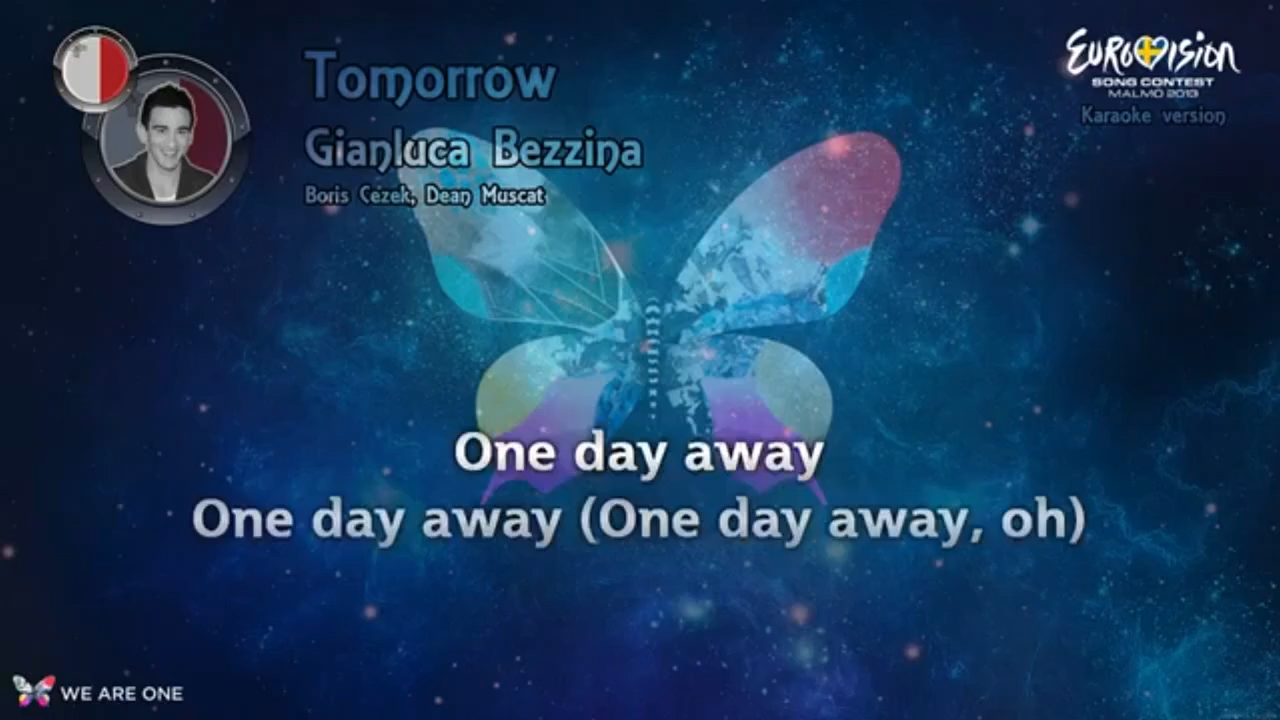 Tomorrow
Gianluca Bezzina
Boris Cezek, Dean Muscat
EUROVISION
SONG CONTEST
MALMÖ 2013
Karaoke version
One day away
One day away (One day away, oh)
WE ARE ONE